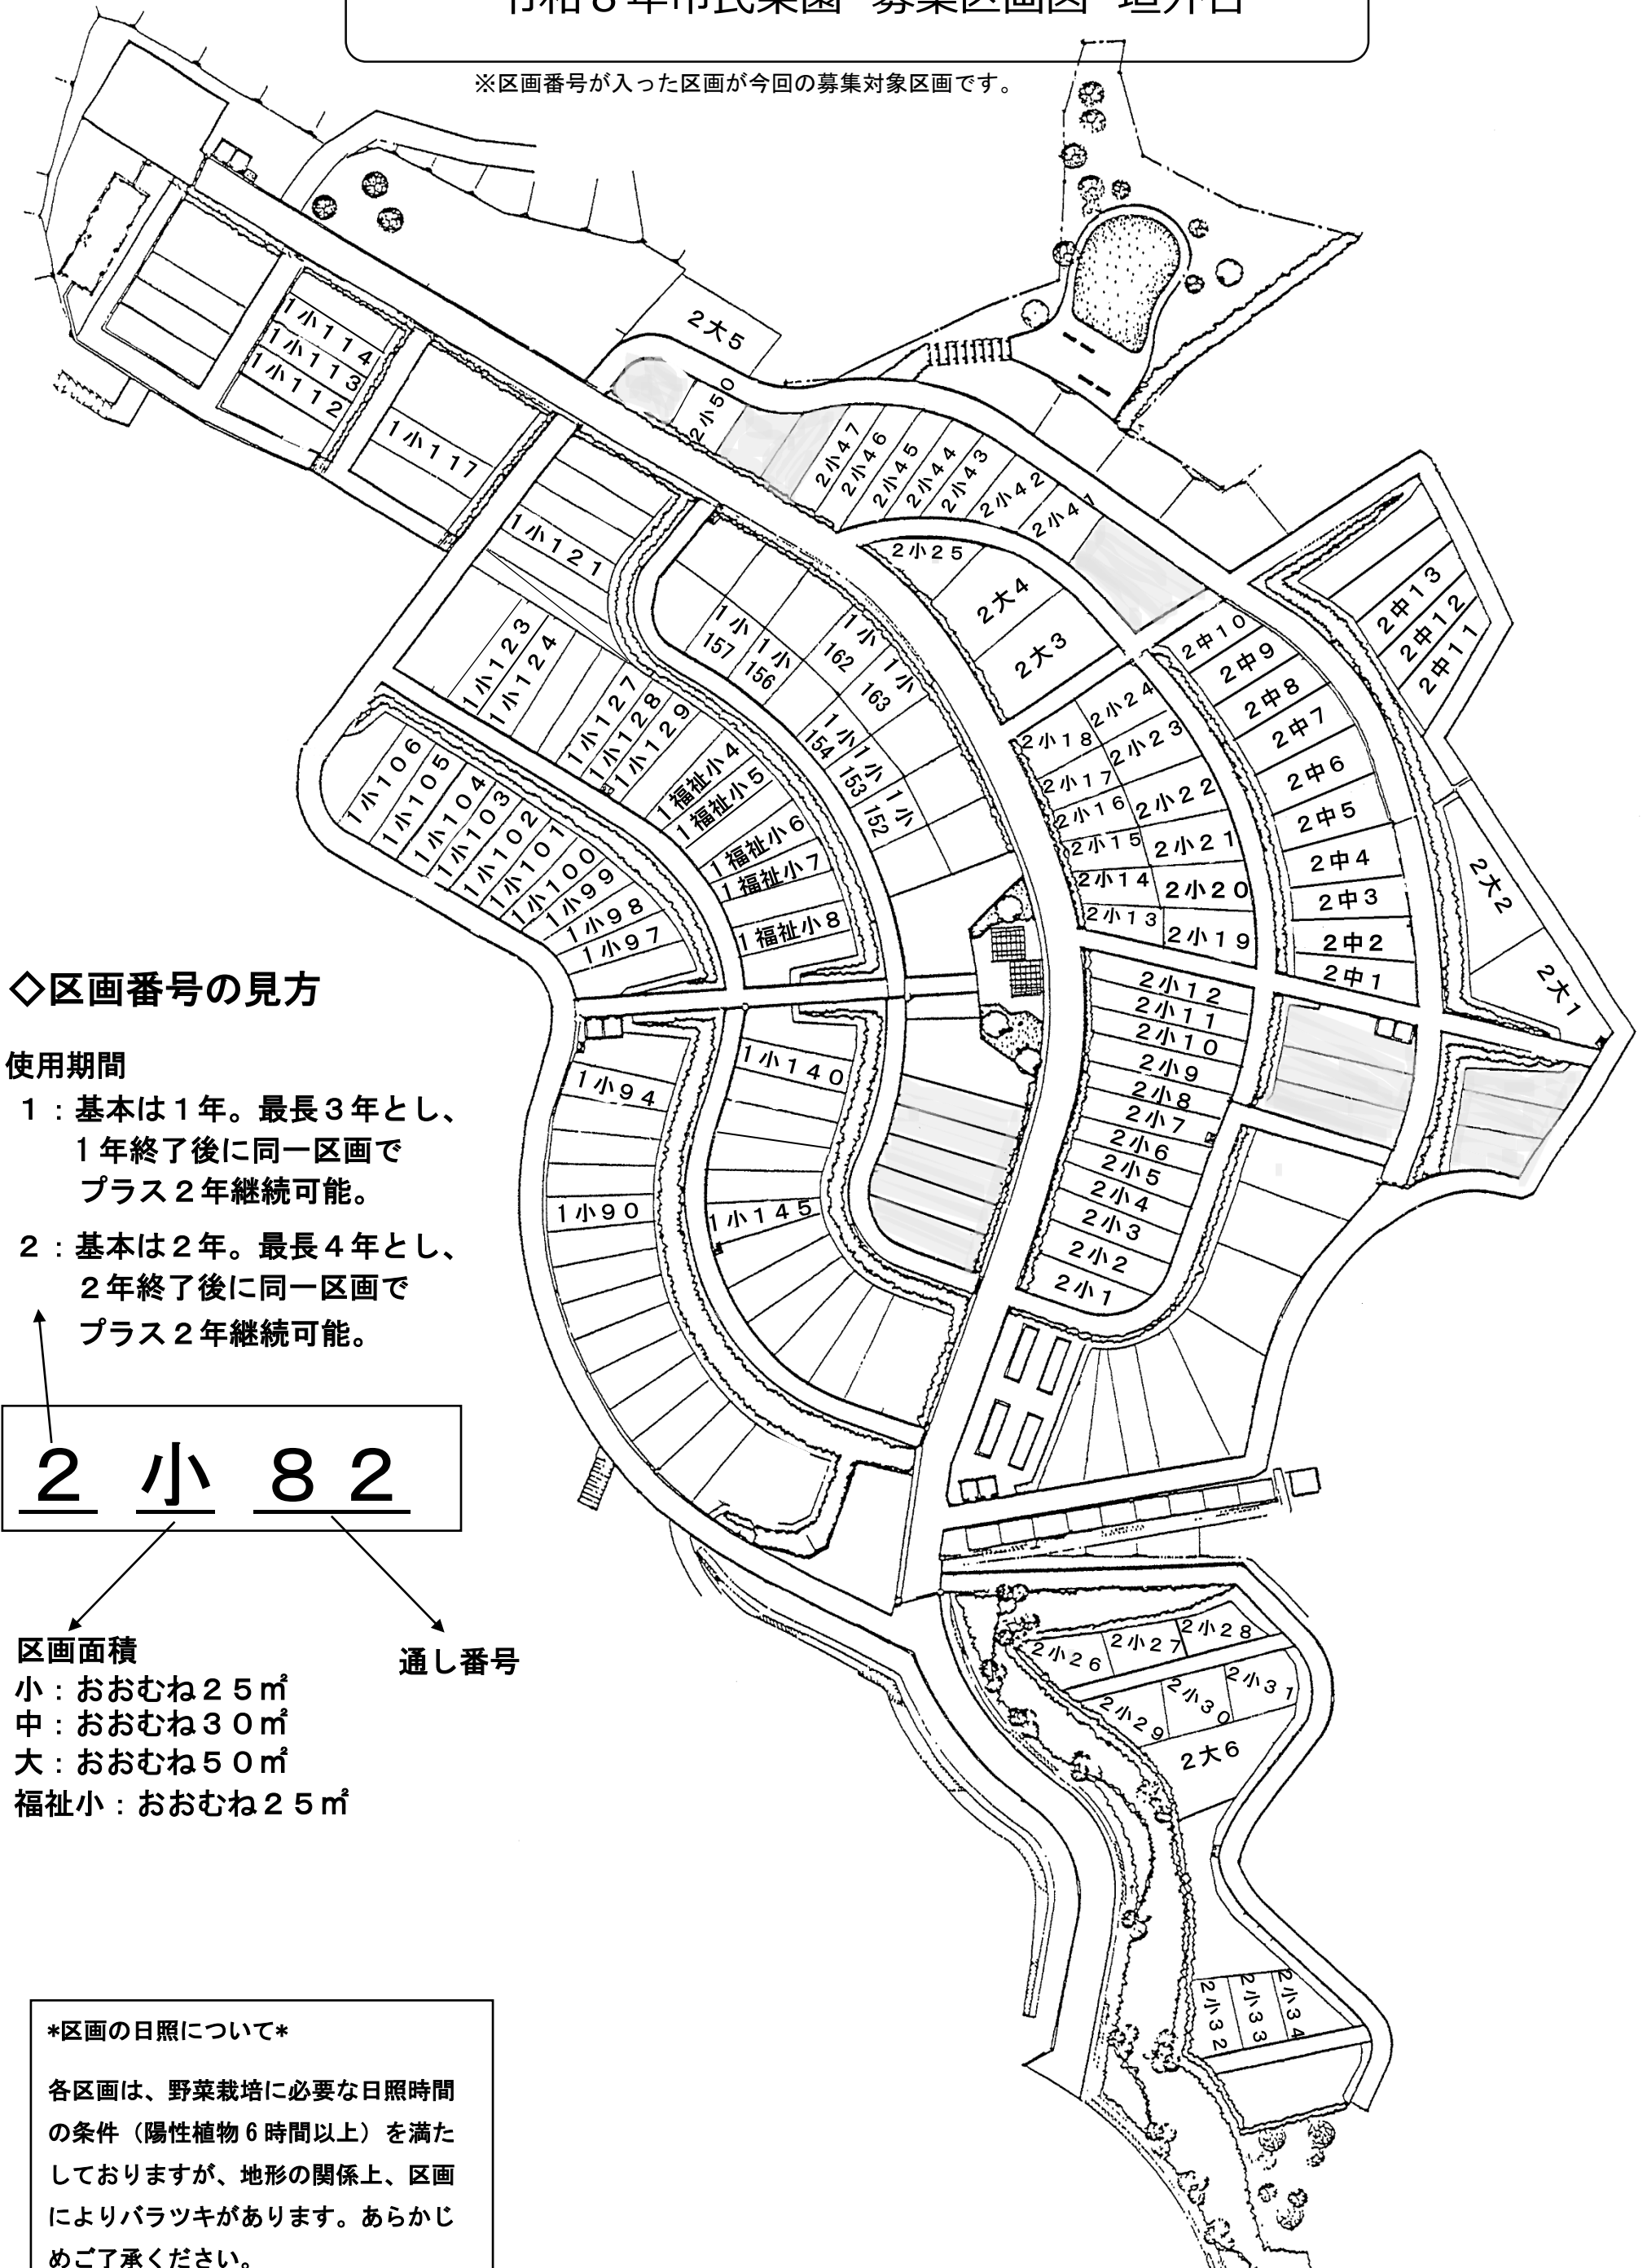 令和８年市民菜園 募集区画図 垣外台
※区画番号が入った区画が今回の募集対象区画です。
１小１１４
１小１１３
１小１１２
１小１１７
２大５
２小５０
２小４７
２小４６
２小４５
２小４４
２小４３
２小４２
２小４１
１小１２１
２小２５
２大４
２大３
２中１３
２中１２
２中１１
１小１２３
１小１２４
１小１２７
１小１２８
１小１２９
１小
157
１小
156
１小
162
１小
163
１小
154
１小
153
１小
152
２中１０
２中９
２中８
２中７
２中６
２中５
２中４
２中３
２中２
２中１
２小２４
２小２３
２小２２
２小２１
２小２０
２小１９
２小１８
２小１７
２小１６
２小１５
２小１４
２小１３
１福祉小４
１福祉小５
１福祉小６
１福祉小７
１福祉小８
１小１０６
１小１０５
１小１０４
１小１０３
１小１０２
１小１０１
１小１００
１小９９
１小９８
１小９７
２大２
２大１
２小１２
２小１１
２小１０
２小９
２小８
２小７
２小６
２小５
２小４
２小３
２小２
２小１
１小１４０
１小９４
１小９０
１小１４５
◇区画番号の見方
使用期間
１：基本は１年。最長３年とし、
１年終了後に同一区画で
プラス２年継続可能。
２：基本は２年。最長４年とし、
２年終了後に同一区画で
プラス２年継続可能。
２ 小 ８２
区画面積
小：おおむね２５㎡
中：おおむね３０㎡
大：おおむね５０㎡
福祉小：おおむね２５㎡
通し番号
２小２６
２小２７
２小２８
２小２９
２小３０
２小３１
２大６
２小３２
２小３３
２小３４
*区画の日照について*
各区画は、野菜栽培に必要な日照時間
の条件（陽性植物６時間以上）を満た
しておりますが、地形の関係上、区画
によりバラツキがあります。あらかじ
めご了承ください。